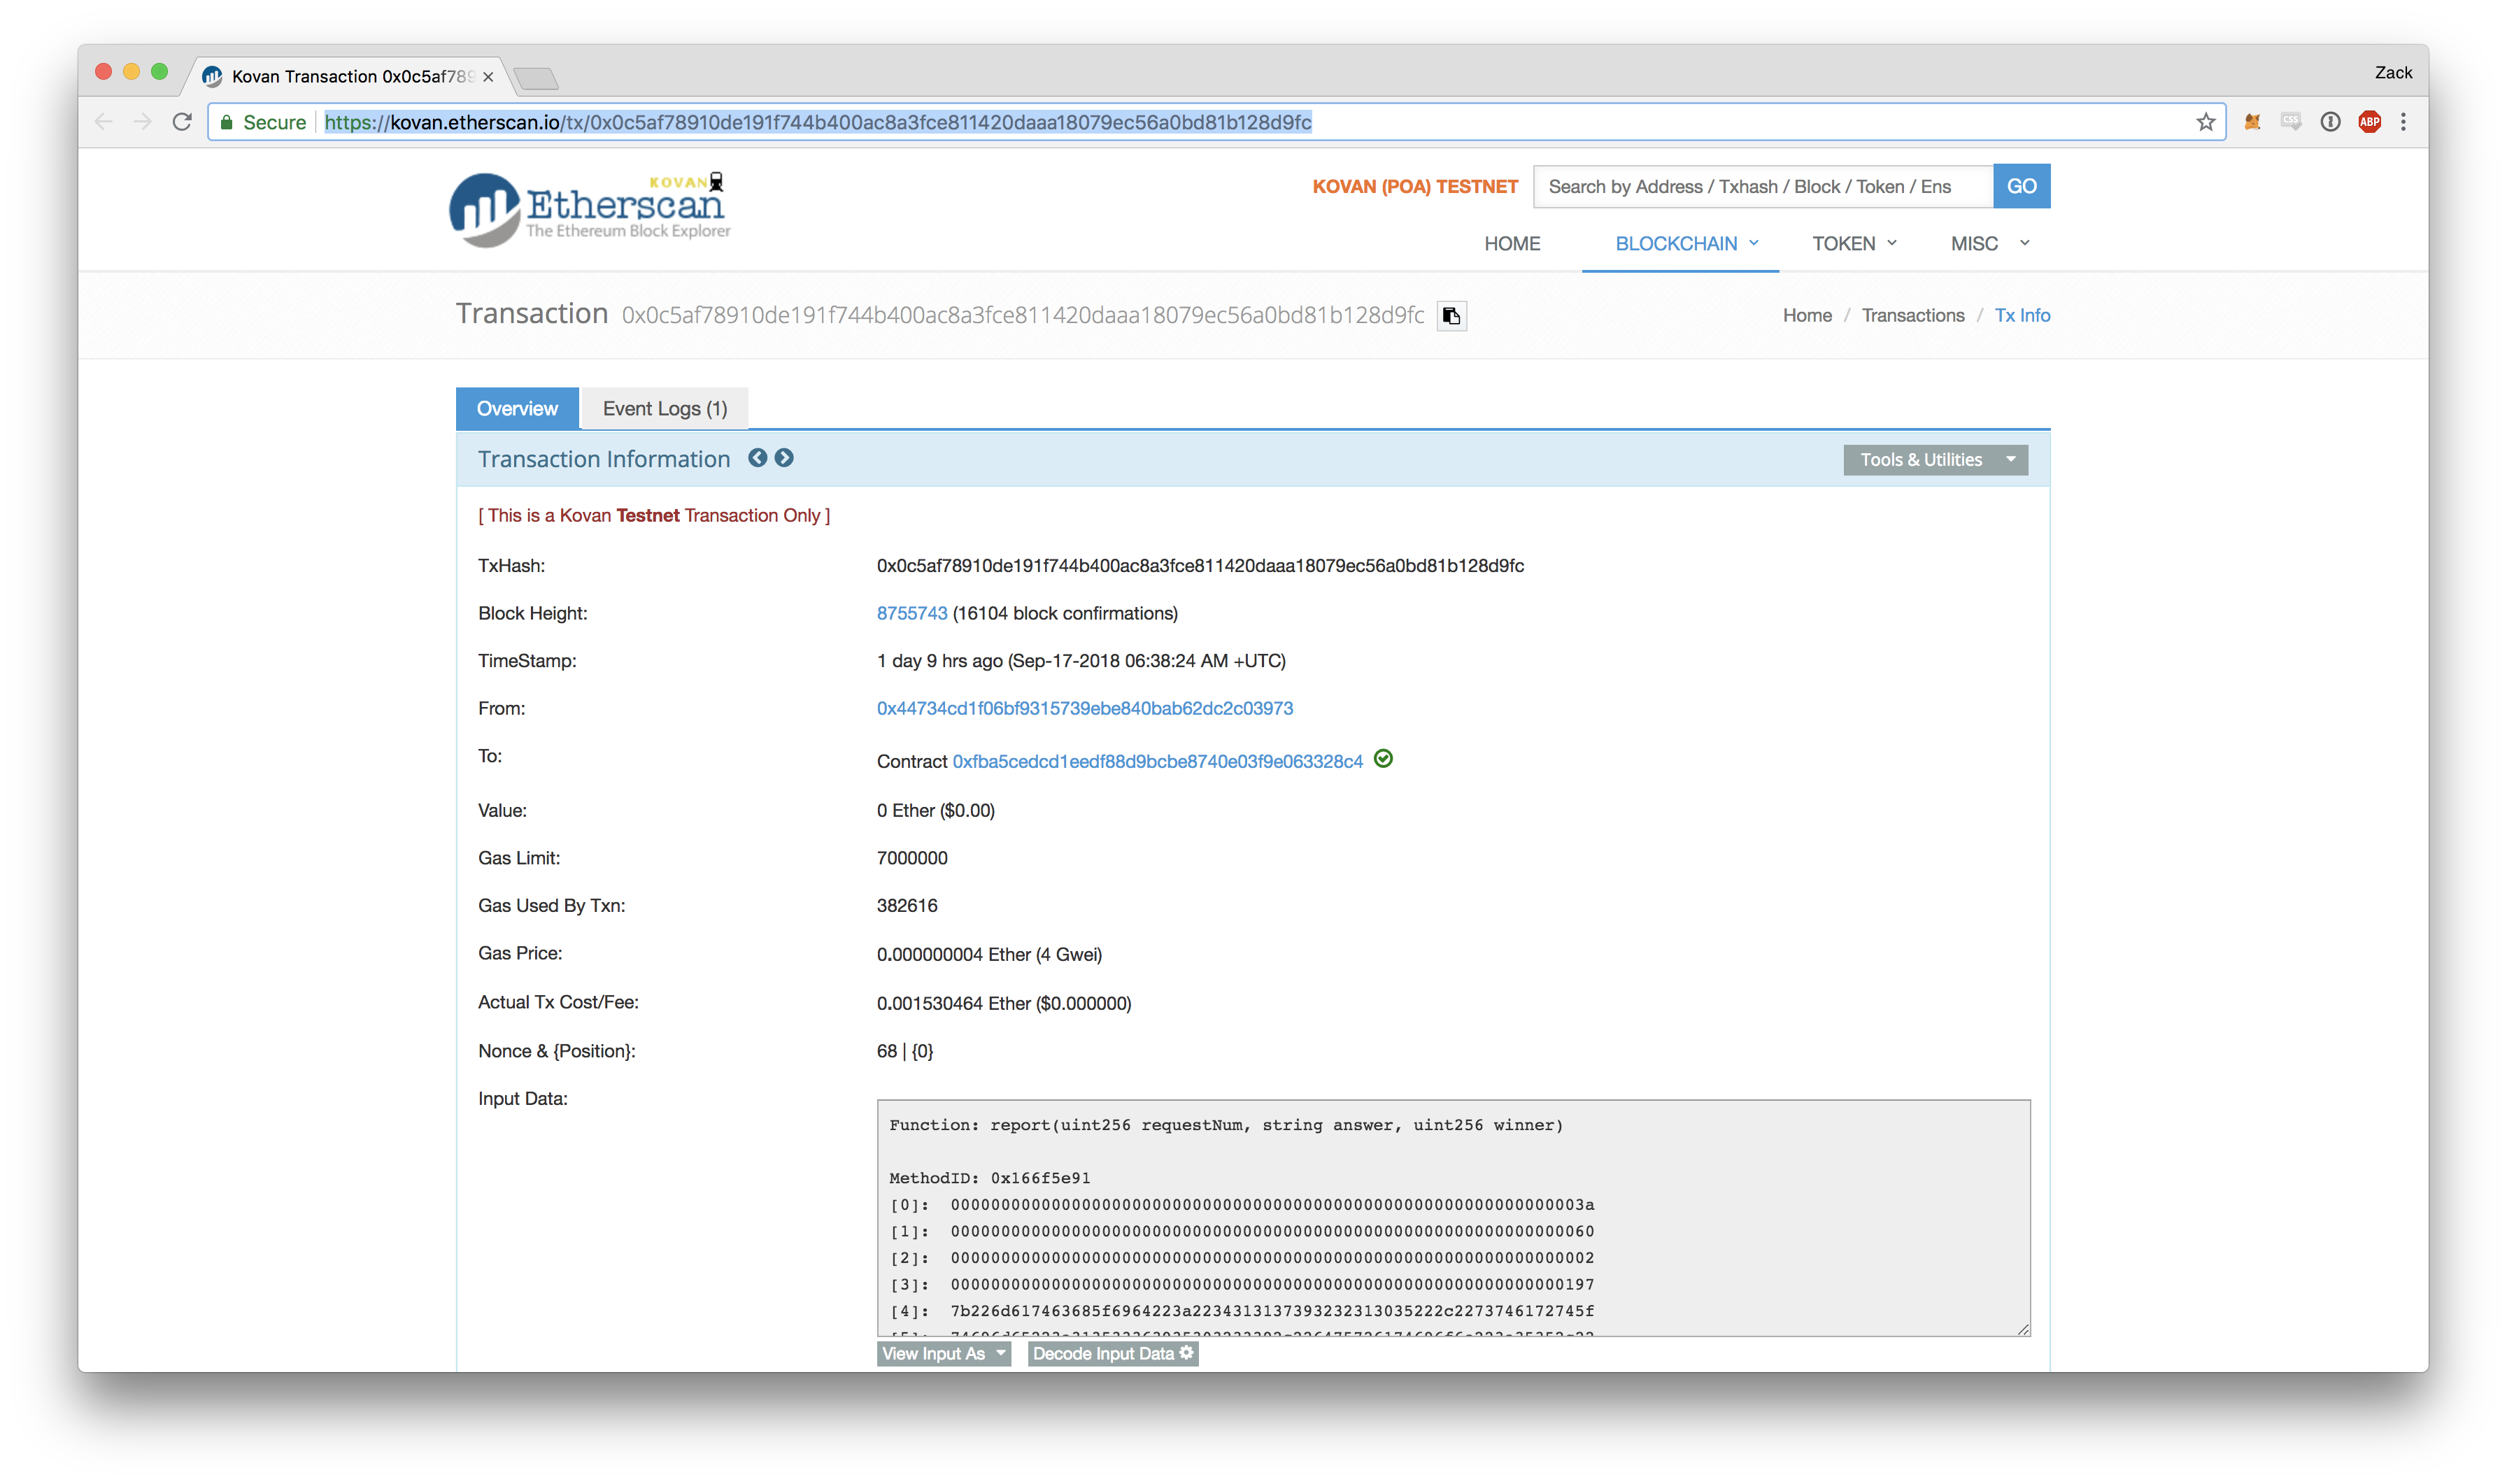 Kovan Transaction 0x0c5af789
Zack
Secure https://kovan.etherscan.io/tx/0x0c5af78910de191f744b400ac8a3fce811420daaa18079ec56a0bd81b128d9fc
CSS
ABP
KOVAN
Etherscan
The Ethereum Block Explorer
KOVAN (POA) TESTNET Search by Address / Txhash / Block / Token / Ens GO
HOME BLOCKCHAIN TOKEN MISC
Transaction 0x0c5af78910de191f744b400ac8a3fce811420daaa18079ec56a0bd81b128d9fc Home / Transactions / Tx Info
Overview Event Logs (1)
Transaction Information Tools & Utilities
[ This is a Kovan Testnet Transaction Only ]
TxHash: 0x0c5af78910de191f744b400ac8a3fce811420daaa18079ec56a0bd81b128d9fc
Block Height: 8755743 (16104 block confirmations)
TimeStamp: 1 day 9 hrs ago (Sep-17-2018 06:38:24 AM +UTC)
From: 0x44734cd1f06bf9315739ebe840bab62dc2c03973
To: Contract 0xfba5cedcd1eedf88d9bcbe8740e03f9e063328c4
Value: 0 Ether ($0.00)
Gas Limit: 7000000
Gas Used By Txn: 382616
Gas Price: 0.000000004 Ether (4 Gwei)
Actual Tx Cost/Fee: 0.001530464 Ether ($0.000000)
Nonce & {Position}: 68 | {0}
Input Data:
Function: report(uint256 requestNum, string answer, uint256 winner)
MethodID: 0x166f5e91
[0]: 000000000000000000000000000000000000000000000000000000000000003a
[1]: 0000000000000000000000000000000000000000000000000000000000000060
[2]: 0000000000000000000000000000000000000000000000000000000000000002
[3]: 0000000000000000000000000000000000000000000000000000000000000197
[4]: 7b226d617463685f6964223a2234313137393232313035222c2273746172745f
View Input As Decode Input Data